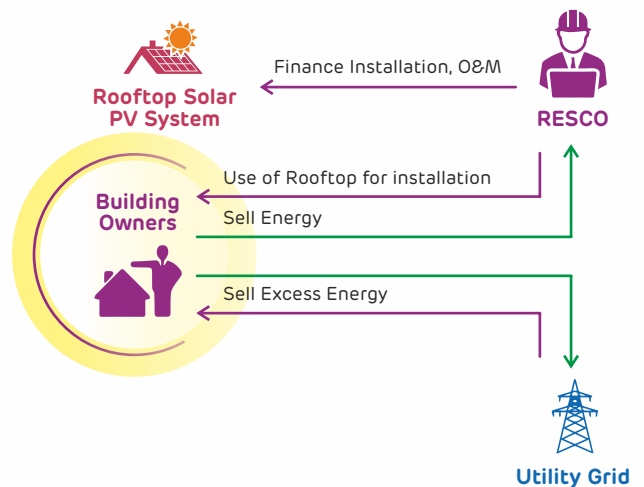 Finance Installation, O&M
Rooftop Solar
PV System
RESCO
Use of Rooftop for installation
Building
Owners
Sell Energy
Sell Excess Energy
Utility Grid